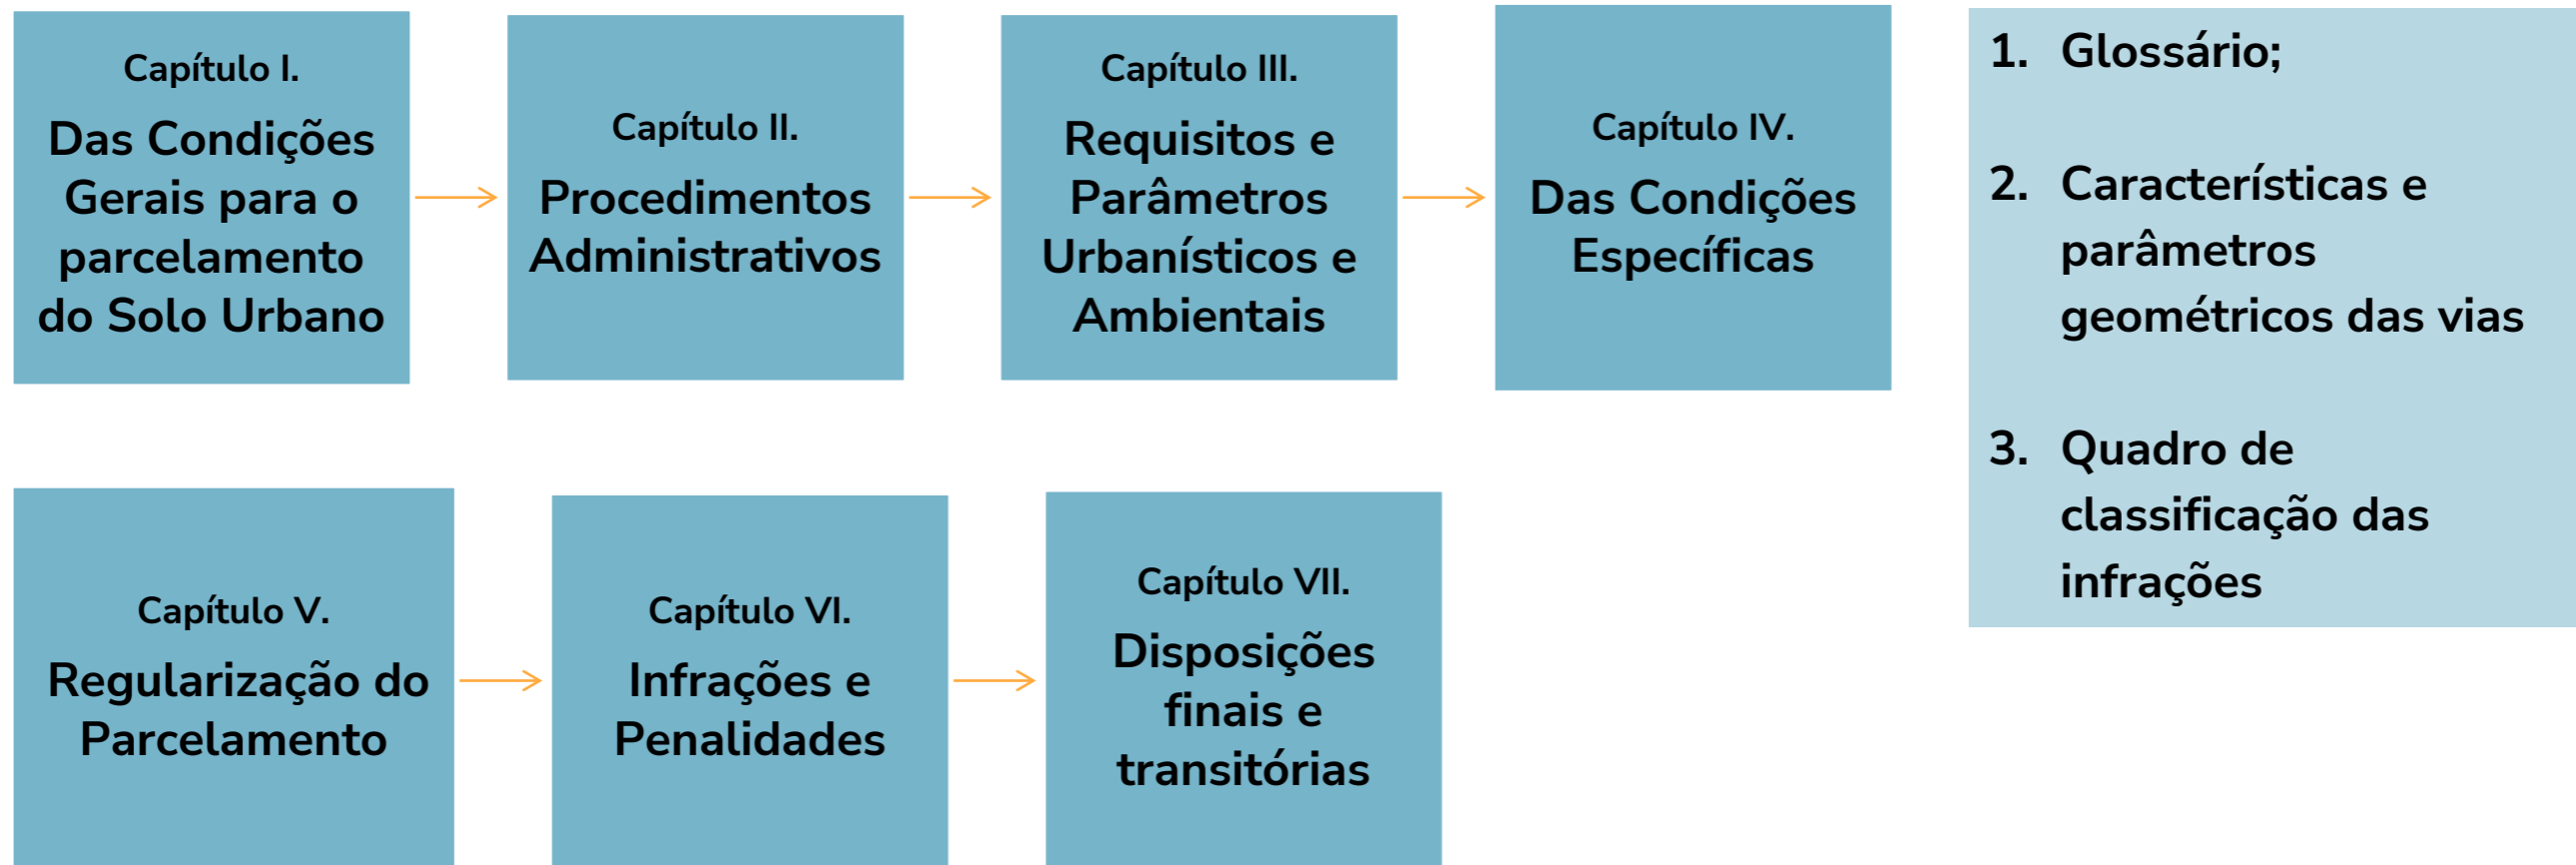 Capítulo I.
Das Condições
Gerais para o
parcelamento
do Solo Urbano
Capítulo II.
Procedimentos
Administrativos
Capítulo III.
Requisitos e
Parâmetros
Urbanísticos e
Ambientais
Capítulo IV.
Das Condições
Específicas
Capítulo V.
Regularização do
Parcelamento
Capítulo VI.
Infrações e
Penalidades
Capítulo VII.
Disposições
finais e
transitórias
1. Glossário;
2. Características e
parâmetros
geométricos das vias
3. Quadro de
classificação das
infrações